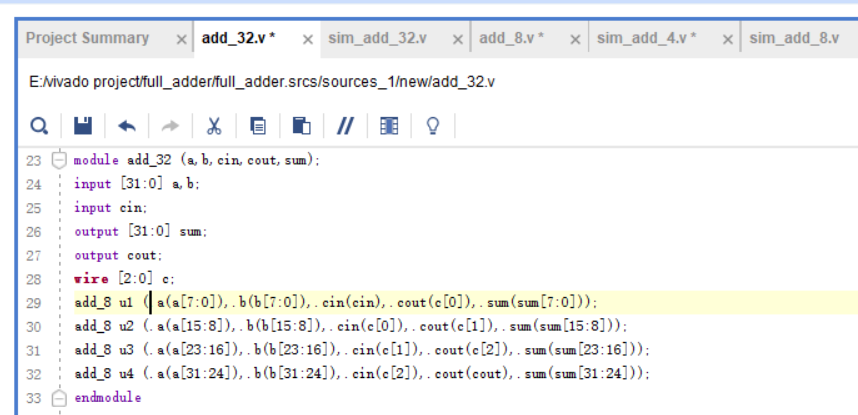 Project Summary × add_32.v * × sim_add_32.v × add_8.v * × sim_add_4.v * × sim_add_8.v
E:/vivado project/full_adder/full_adder.srcs/sources_1/new/add_32.v
23 module add_32 (a,b,cin,cout,sum);
24 input [31:0] a,b;
25 input cin;
26 output [31:0] sum;
27 output cout;
28 wire [2:0] c;
29 add_8 u1 (.a(a[7:0]),.b(b[7:0]),.cin(cin),.cout(c[0]),.sum(sum[7:0]));
30 add_8 u2 (.a(a[15:8]),.b(b[15:8]),.cin(c[0]),.cout(c[1]),.sum(sum[15:8]));
31 add_8 u3 (.a(a[23:16]),.b(b[23:16]),.cin(c[1]),.cout(c[2]),.sum(sum[23:16]));
32 add_8 u4 (.a(a[31:24]),.b(b[31:24]),.cin(c[2]),.cout(cout),.sum(sum[31:24]));
33 endmodule